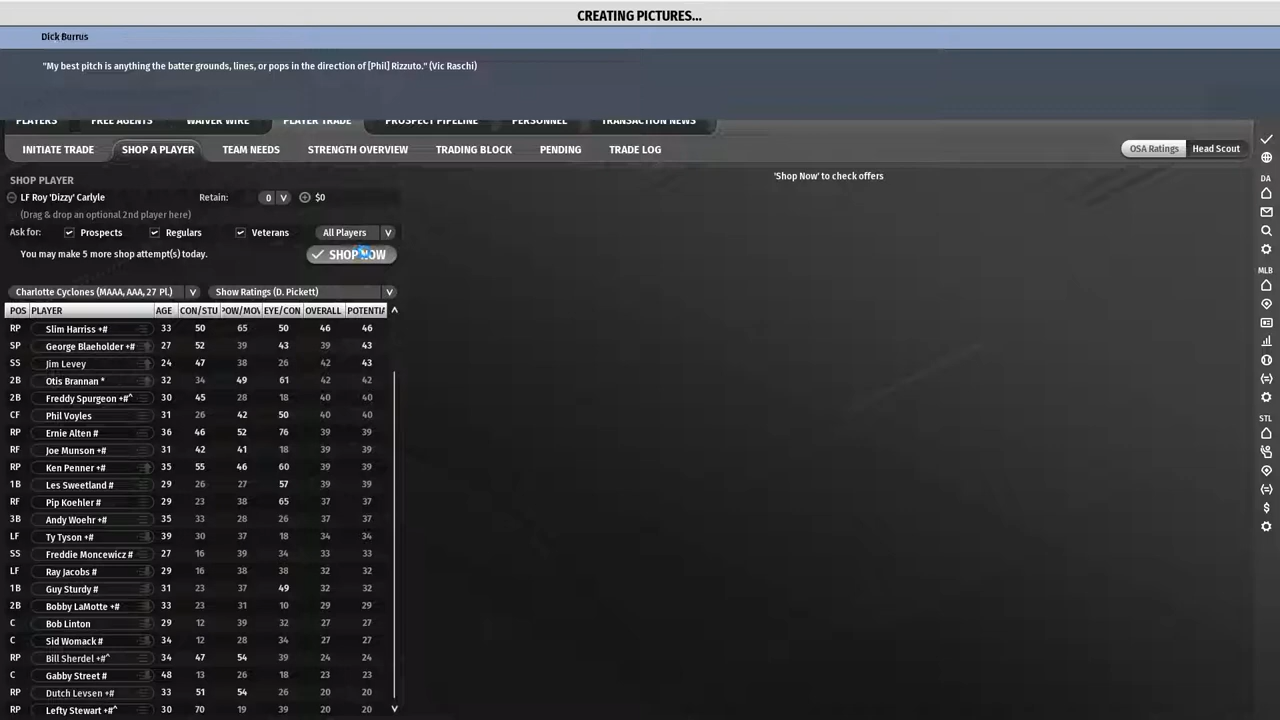 CREATING PICTURES...
Dick Burrus
"My best pitch is anything the batter grounds, lines, or pops in the direction of [Phil] Rizzuto." (Vic Raschi)
PLAYERS FREE AGENTS WAIVER WIRE PLAYER TRADE PROSPECT PIPELINE PERSONNEL TRANSACTION NEWS
INITIATE TRADE SHOP A PLAYER TEAM NEEDS STRENGTH OVERVIEW TRADING BLOCK PENDING TRADE LOG OSA Ratings Head Scout
SHOP PLAYER 'Shop Now' to check offers
LF Roy 'Dizzy' Carlyle Retain: 0 V $0
(Drag & drop an optional 2nd player here)
Ask for: Prospects Regulars Veterans All Players V
You may make 5 more shop attempt(s) today. SHOP NOW
Charlotte Cyclones (MAAA, AAA, 27 Pl.) V Show Ratings (D. Pickett) V
POS PLAYER AGE CON/STU POW/MOV EYE/CON OVERALL POTENTIA
RP Slim Harriss +# 33 50 65 50 46 46
SP George Blaeholder +# 27 52 39 43 39 43
SS Jim Levey 24 47 38 26 42 43
2B Otis Brannan * 32 34 49 61 42 42
2B Freddy Spurgeon +#^ 30 45 28 18 40 40
CF Phil Voyles 31 26 42 50 40 40
RP Ernie Alten # 36 46 52 76 39 39
RF Joe Munson +# 31 42 41 18 39 39
RP Ken Penner +# 35 55 46 60 39 39
1B Les Sweetland # 29 26 27 57 39 39
RF Pip Koehler # 29 23 38 65 37 37
3B Andy Woehr +# 35 33 28 26 37 37
LF Ty Tyson +# 39 30 37 18 34 34
SS Freddie Moncewicz # 27 16 39 34 33 33
LF Ray Jacobs # 29 16 38 38 32 32
1B Guy Sturdy # 31 23 37 49 32 32
2B Bobby LaMotte +# 33 23 31 10 29 29
C Bob Linton 29 12 39 32 27 27
C Sid Womack # 34 12 28 34 27 27
RP Bill Sherdel +#^ 34 47 54 39 24 24
C Gabby Street # 48 13 26 18 23 23
RP Dutch Levsen +# 33 51 54 26 20 20
RP Lefty Stewart +#^ 30 70 19 39 20 20
DA
MLB
STL